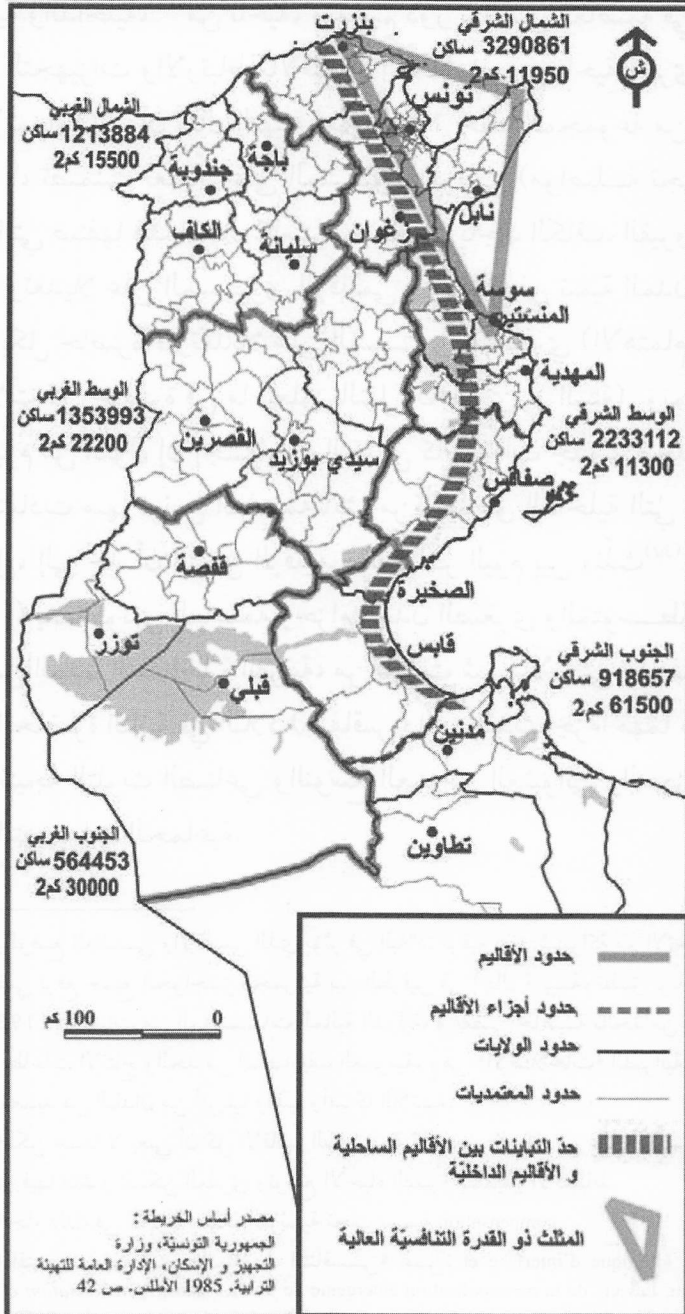 الشمال الشرقي
3290861 ساكن
11950 كم2
ش
بنزرت
تونس
الشمال الغربي
1213884 ساكن
15500 كم2
باجة
جندوبة
نابل
زغوان
الكاف
سليانة
سوسة
المنستير
المهدية
الوسط الغربي
1353993 ساكن
22200 كم2
القصرين
سيدي بوزيد
الوسط الشرقي
2233112 ساكن
11300 كم2
صفاقس
قفصة
الصخيرة
توزر
قابس
قبلي
الجنوب الشرقي
918657 ساكن
61500 كم2
مدنين
تطاوين
الجنوب الغربي
564453 ساكن
30000 كم2
100 كم 0
حدود الأقاليم
حدود أجزاء الأقاليم
حدود الولايات
حدود المعتمديات
حدّ التباينات بين الأقاليم الساحلية
و الأقاليم الداخليّة
المثلث ذو القدرة التنافسيّة العالية
مصدر أساس الخريطة :
الجمهورية التونسيّة، وزارة
التجهيز و الإسكان، الإدارة العامة للتهيئة
الترابية. 1985 الأطلس. ص 42